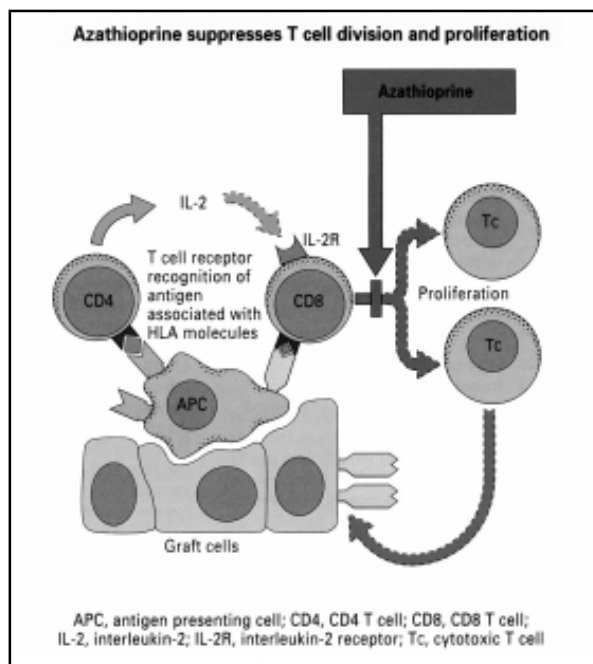 Azathioprine suppresses T cell division and proliferation
Azathioprine
IL-2
IL-2R
T cell receptor
recognition of
antigen
associated with
HLA molecules
CD4
CD8
Proliferation
Tc
Tc
APC
Graft cells
APC, antigen presenting cell; CD4, CD4 T cell; CD8, CD8 T cell;
IL-2, interleukin-2; IL-2R, interleukin-2 receptor; Tc, cytotoxic T cell